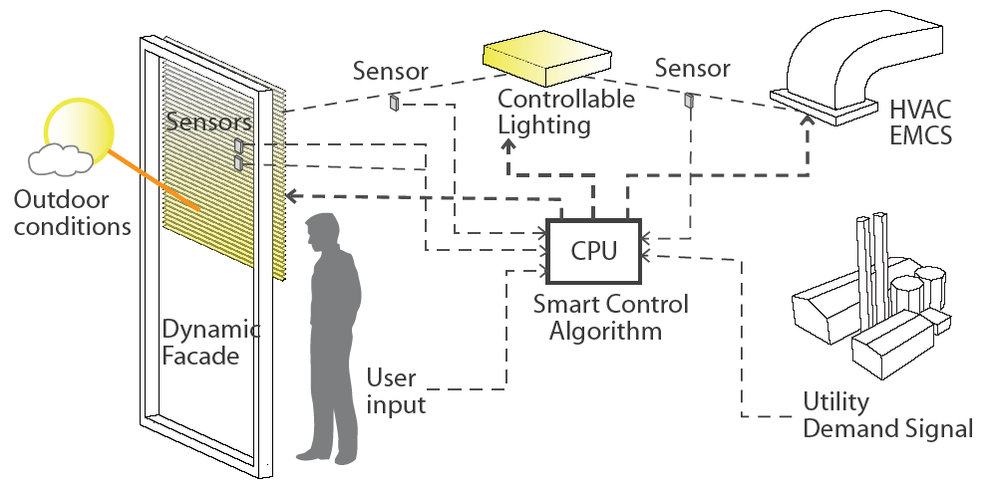 Sensor
Sensor
Controllable
Lighting
HVAC
EMCS
Sensors
Outdoor
conditions
CPU
Smart Control
Algorithm
Dynamic
Facade
User
input
Utility
Demand Signal